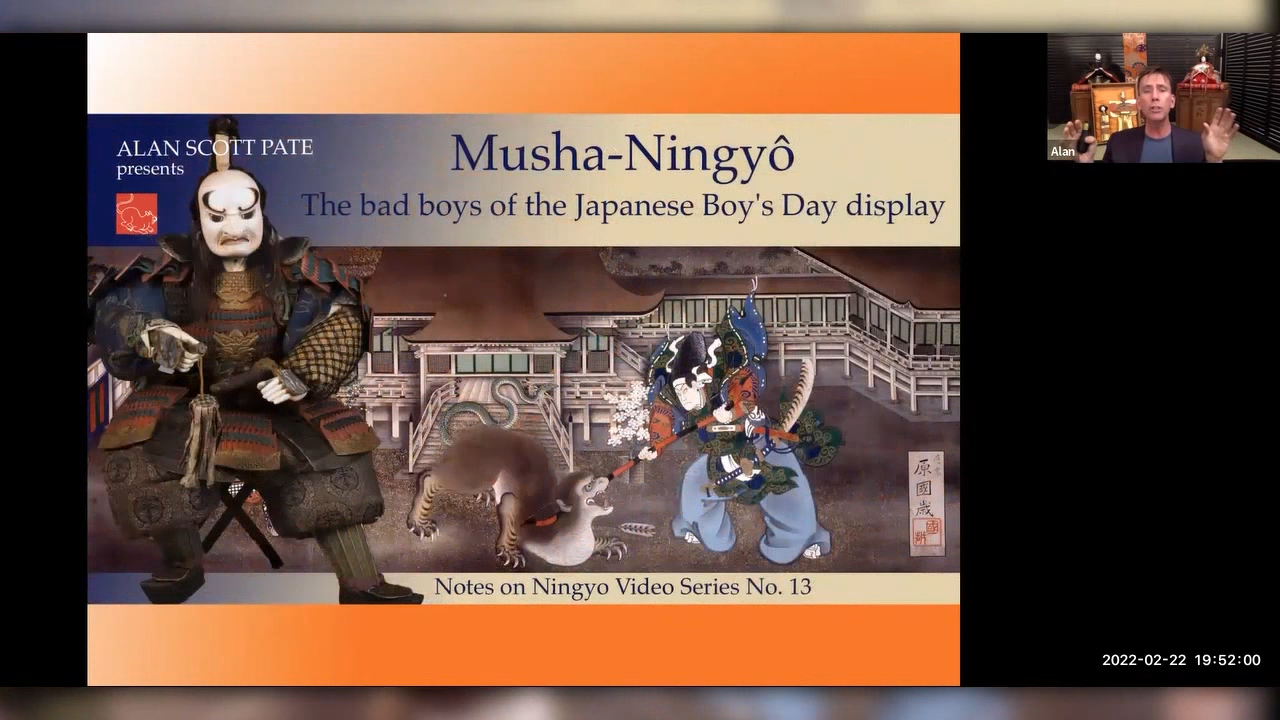 ALAN SCOTT PATE
presents
Musha-Ningyô
The bad boys of the Japanese Boy's Day display
原國歳
Notes on Ningyo Video Series No. 13
Alan
2022-02-22 19:52:00